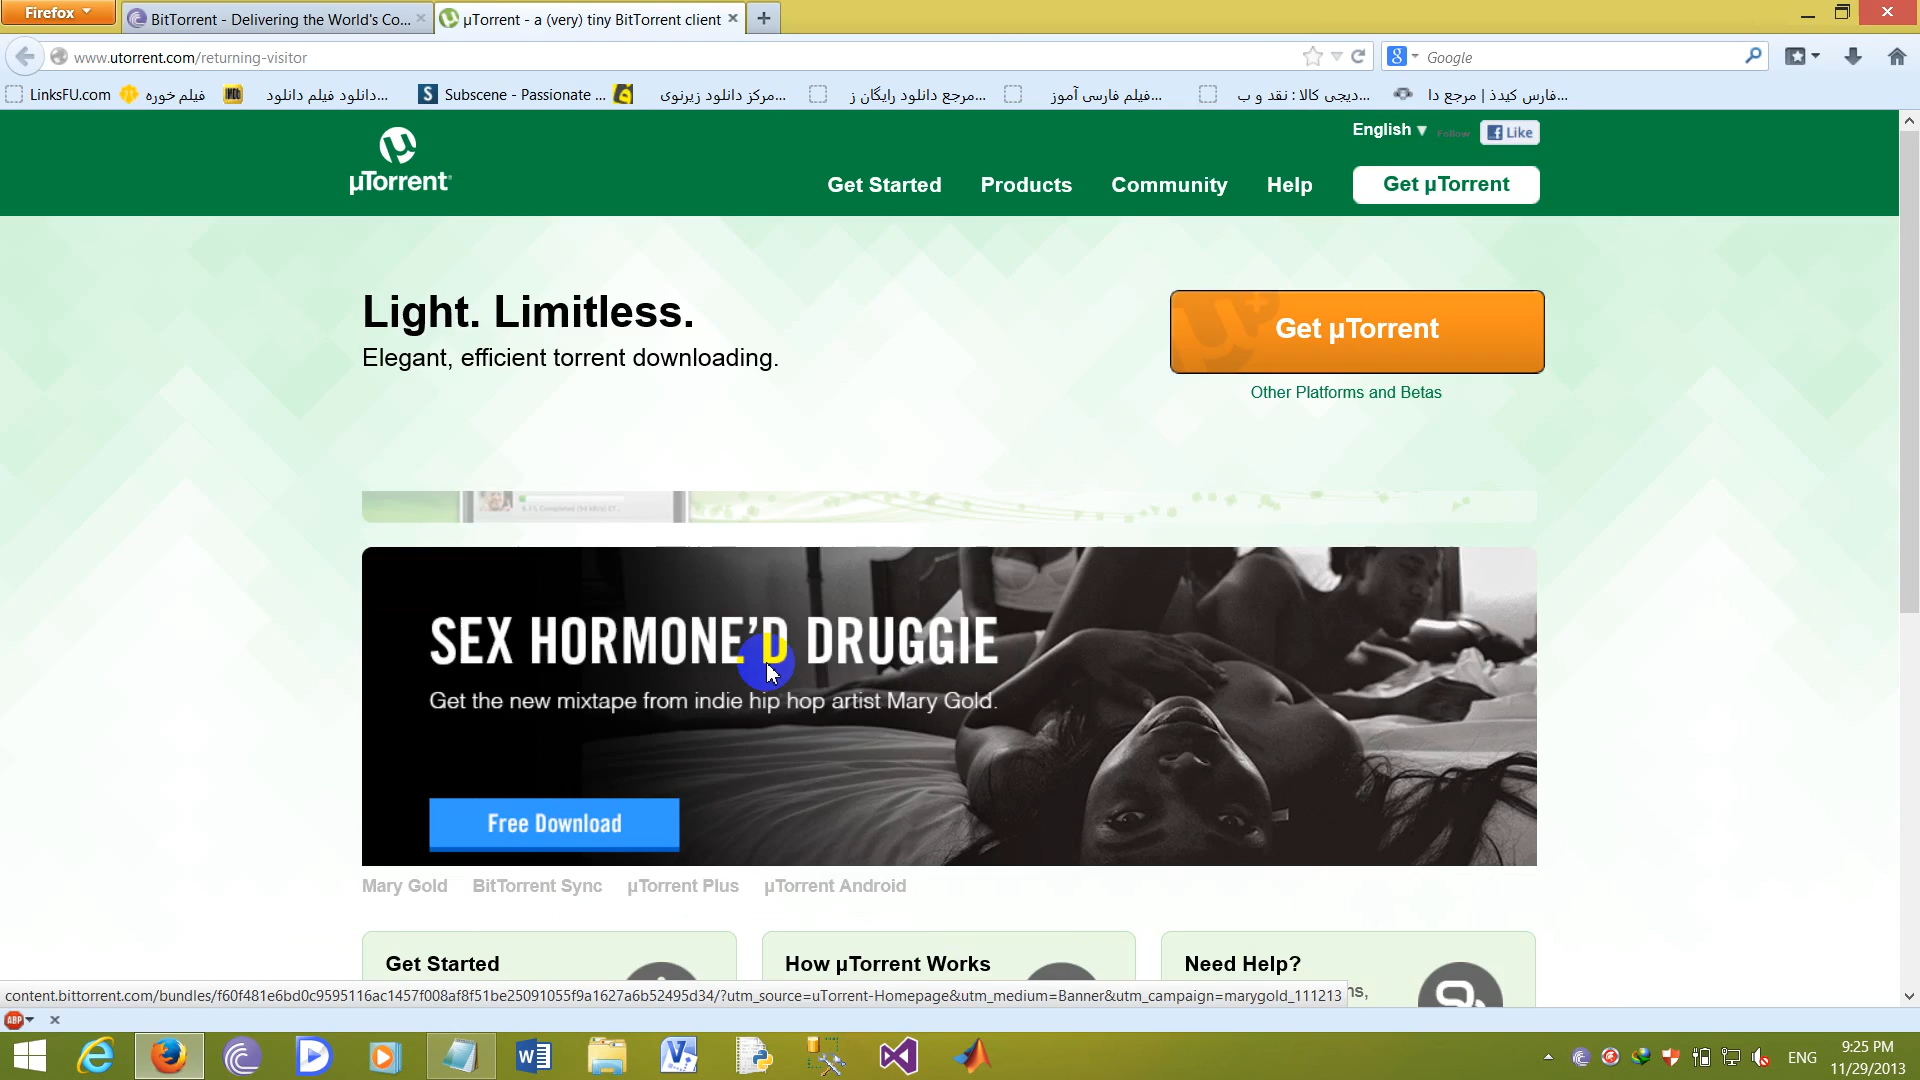 Firefox
BitTorrent - Delivering the World's Co...
µTorrent - a (very) tiny BitTorrent client
www.utorrent.com/returning-visitor
Google
LinksFU.com
فیلم خوره
دانلود فیلم دانلود...
Subscene - Passionate ...
مرکز دانلود زیرنوی...
مرجع دانلود رایگان ز...
فیلم فارسی آموز...
دیجی کالا : نقد و ب...
فارس کیدذ | مرجع دا...
English ▼
Follow
Like
µTorrent
Get Started
Products
Community
Help
Get µTorrent
Light. Limitless.
Elegant, efficient torrent downloading.
Get µTorrent
Other Platforms and Betas
SEX HORMONE'D DRUGGIE
Get the new mixtape from indie hip hop artist Mary Gold.
Free Download
Mary Gold
BitTorrent Sync
µTorrent Plus
µTorrent Android
Get Started
How µTorrent Works
Need Help?
content.bittorrent.com/bundles/f60f481e6bd0c9595116ac1457f008af8f51be25091055f9a1627a6b52495d34/?utm_source=uTorrent-Homepage&utm_medium=Banner&utm_campaign=marygold_111213
ns,
ABP
ENG
9:25 PM
11/29/2013